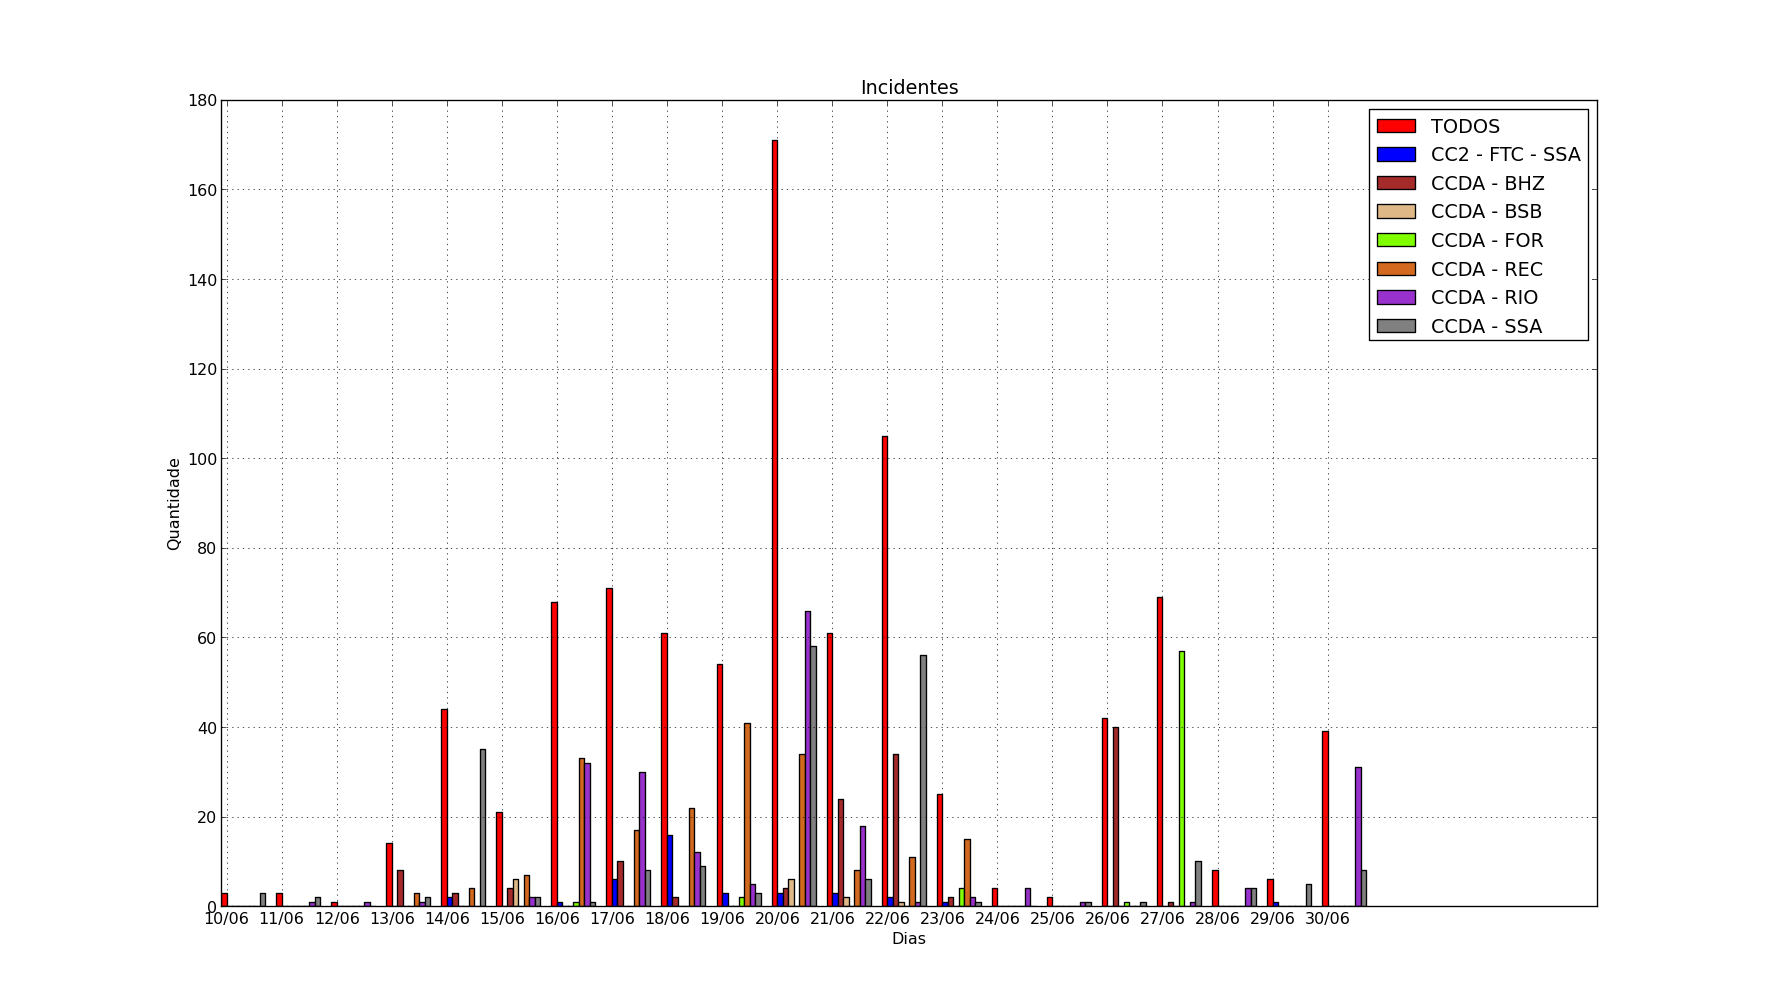 Incidentes
180
160
140
120
100
80
60
40
20
0
Quantidade
TODOS
CC2 - FTC - SSA
CCDA - BHZ
CCDA - BSB
CCDA - FOR
CCDA - REC
CCDA - RIO
CCDA - SSA
10/06 11/06 12/06 13/06 14/06 15/06 16/06 17/06 18/06 19/06 20/06 21/06 22/06 23/06 24/06 25/06 26/06 27/06 28/06 29/06 30/06
Dias